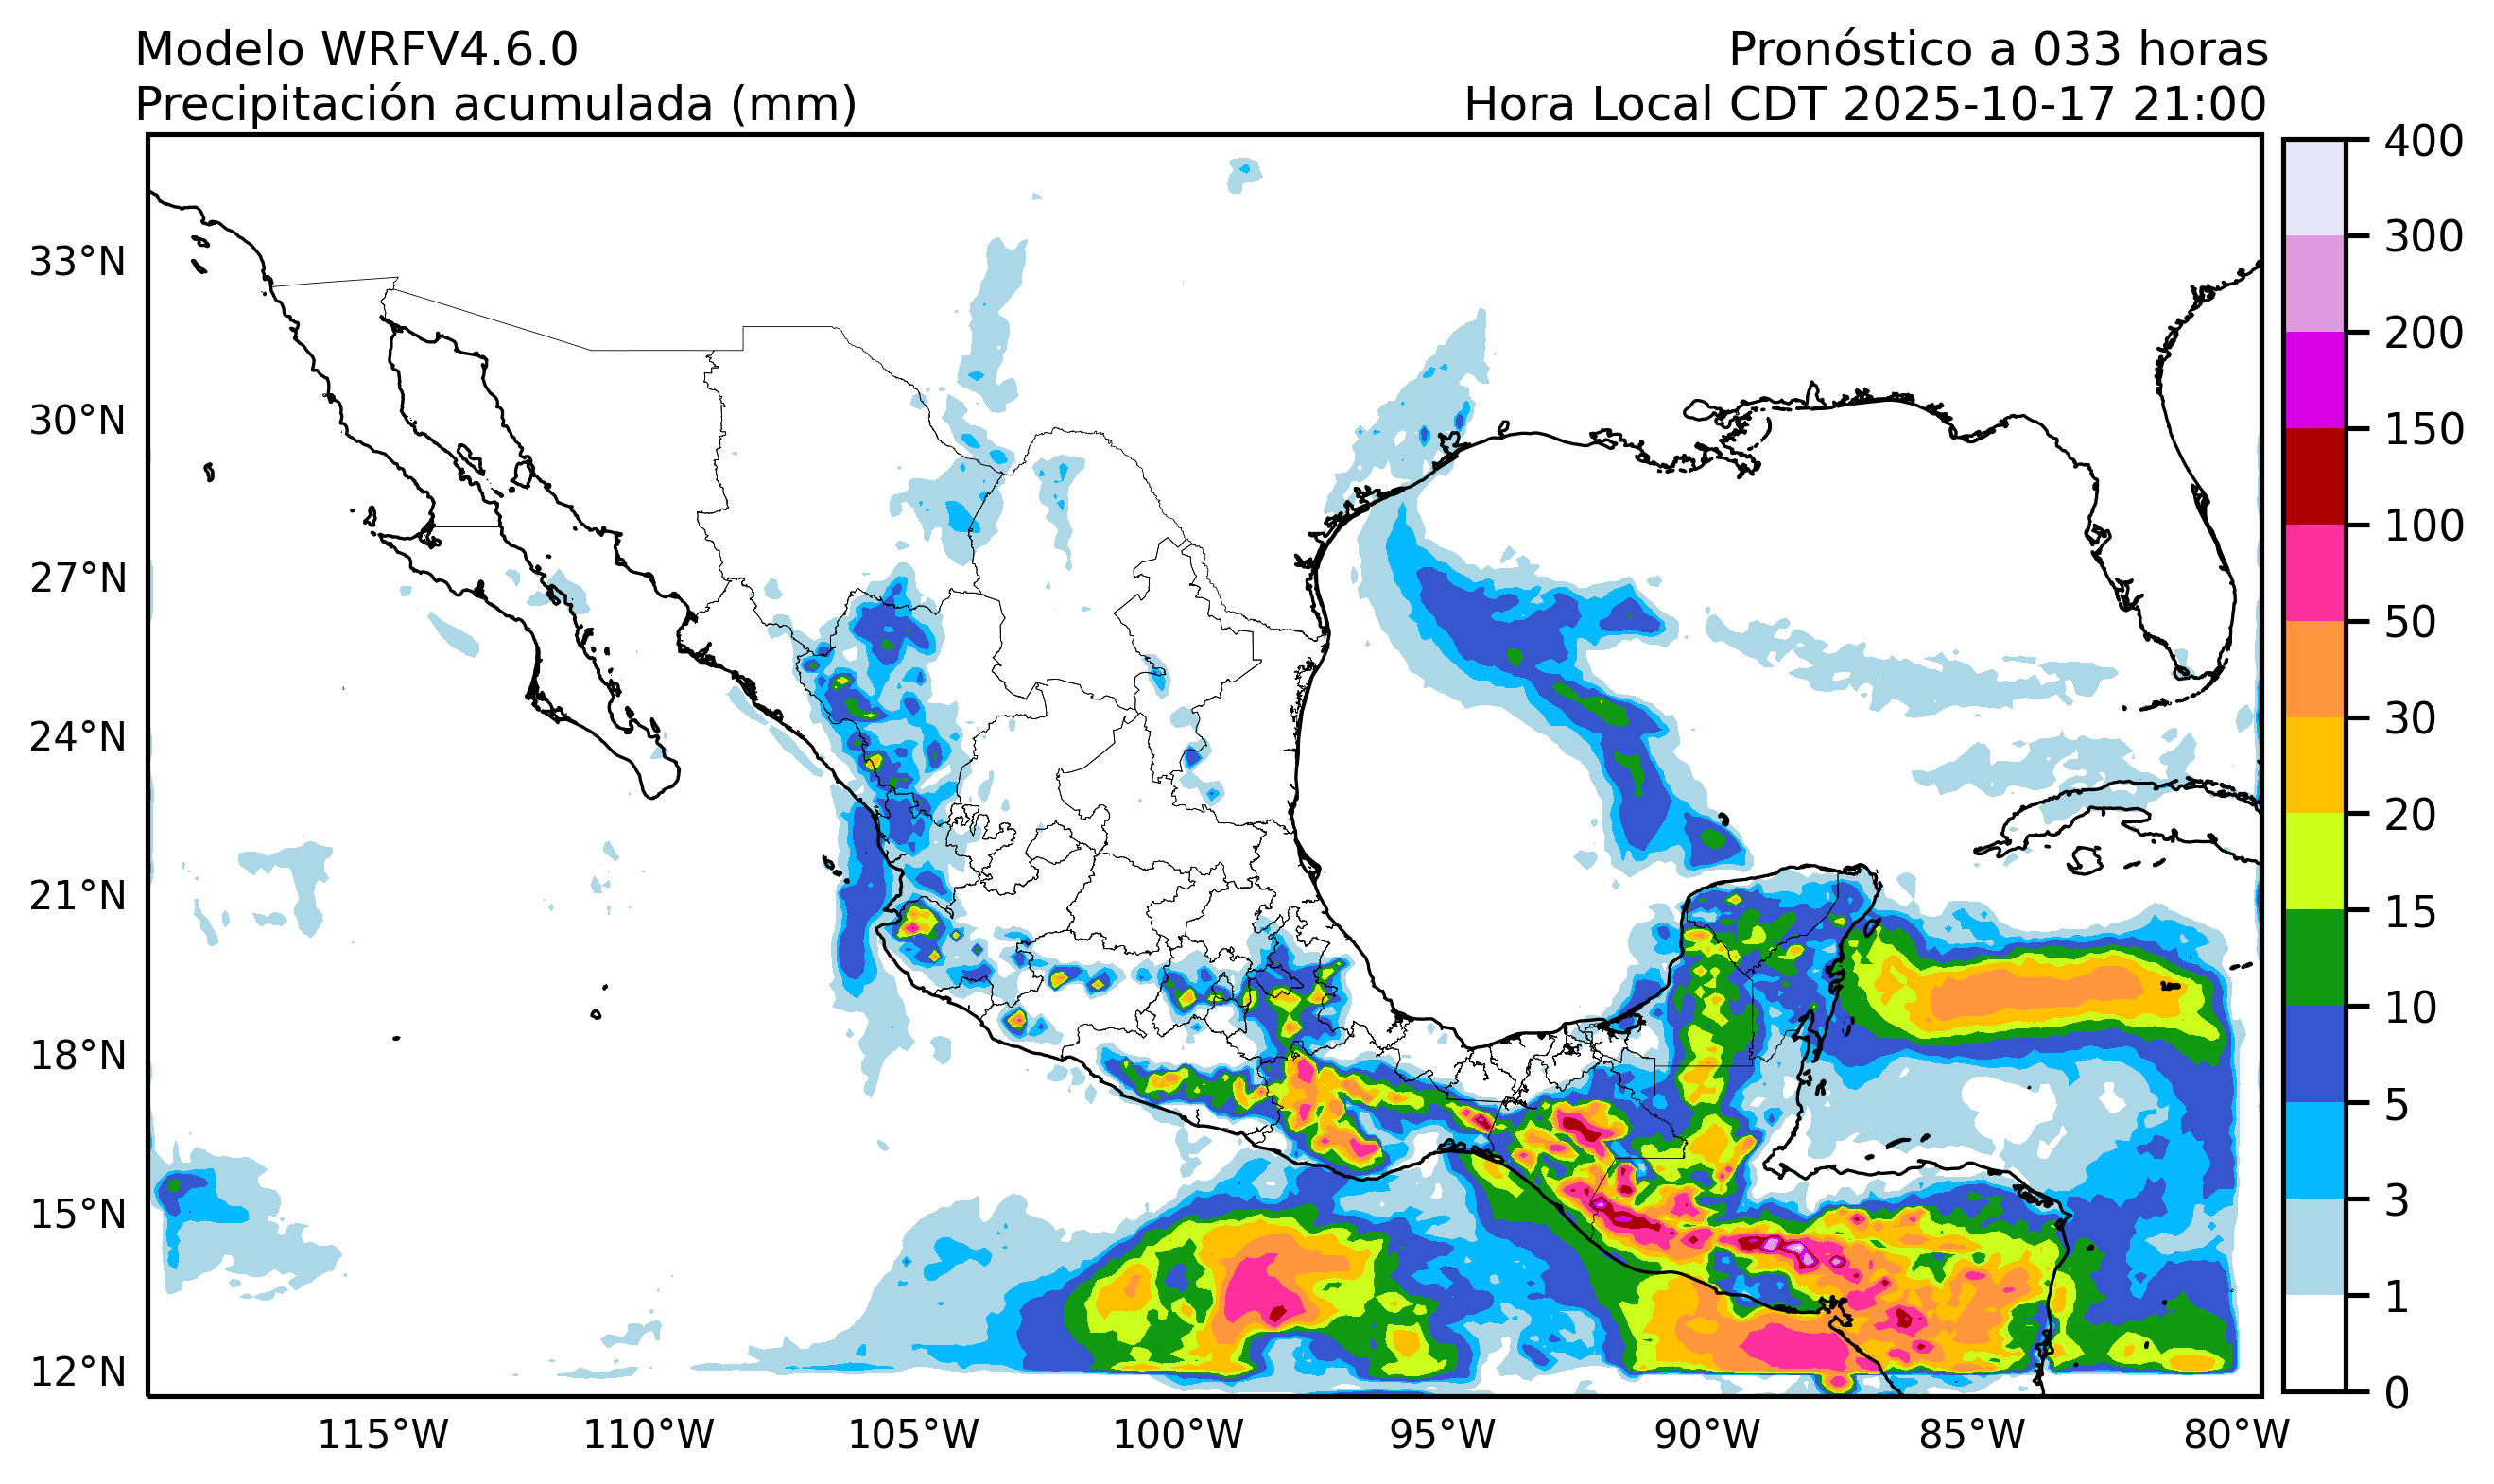 Modelo WRFV4.6.0
Pronóstico a 033 horas
Precipitación acumulada (mm)
Hora Local CDT 2025-10-17 21:00
400
300
200
150
100
50
30
20
15
10
5
3
1
0
33°N
30°N
27°N
24°N
21°N
18°N
15°N
12°N
115°W
110°W
105°W
100°W
95°W
90°W
85°W
80°W